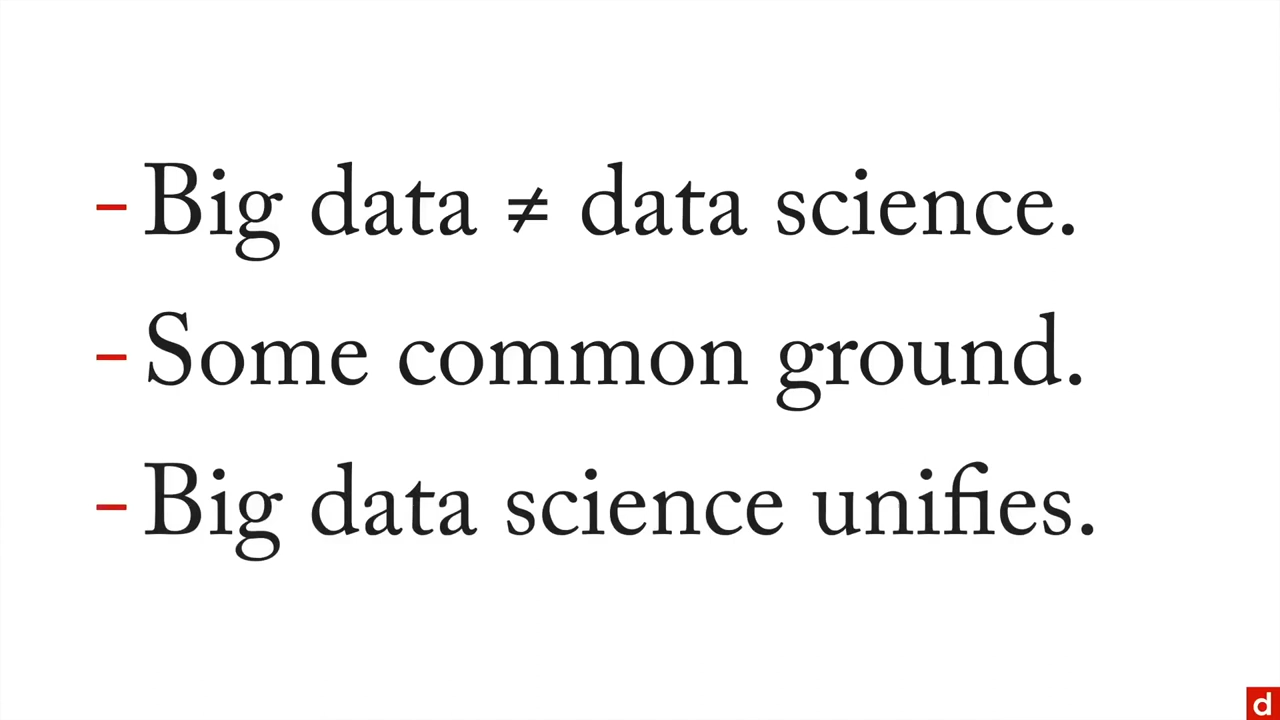 - Big data ≠ data science.
- Some common ground.
- Big data science unifies.
d